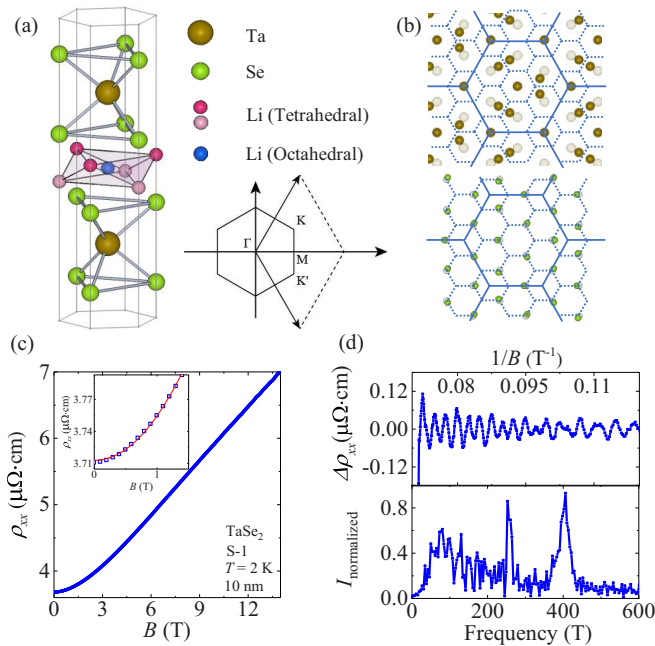 (a)
Ta
Se
Li (Tetrahedral)
Li (Octahedral)
K
Γ
M
K'
(b)
(c)
ρxx (μΩ·cm)
7
6
5
4
0
6
12
B (T)
ρxx (μΩ·cm)
3.77
3.74
3.71
0
1
B (T)
TaSe2
S-1
T = 2 K
10 nm
(d)
1/B (T-1)
0.08
0.095
0.11
Δρxx(μΩ·cm)
0.12
0.00
-0.12
Inormalized
0.8
0.4
0.0
0
200
400
600
Frequency (T)